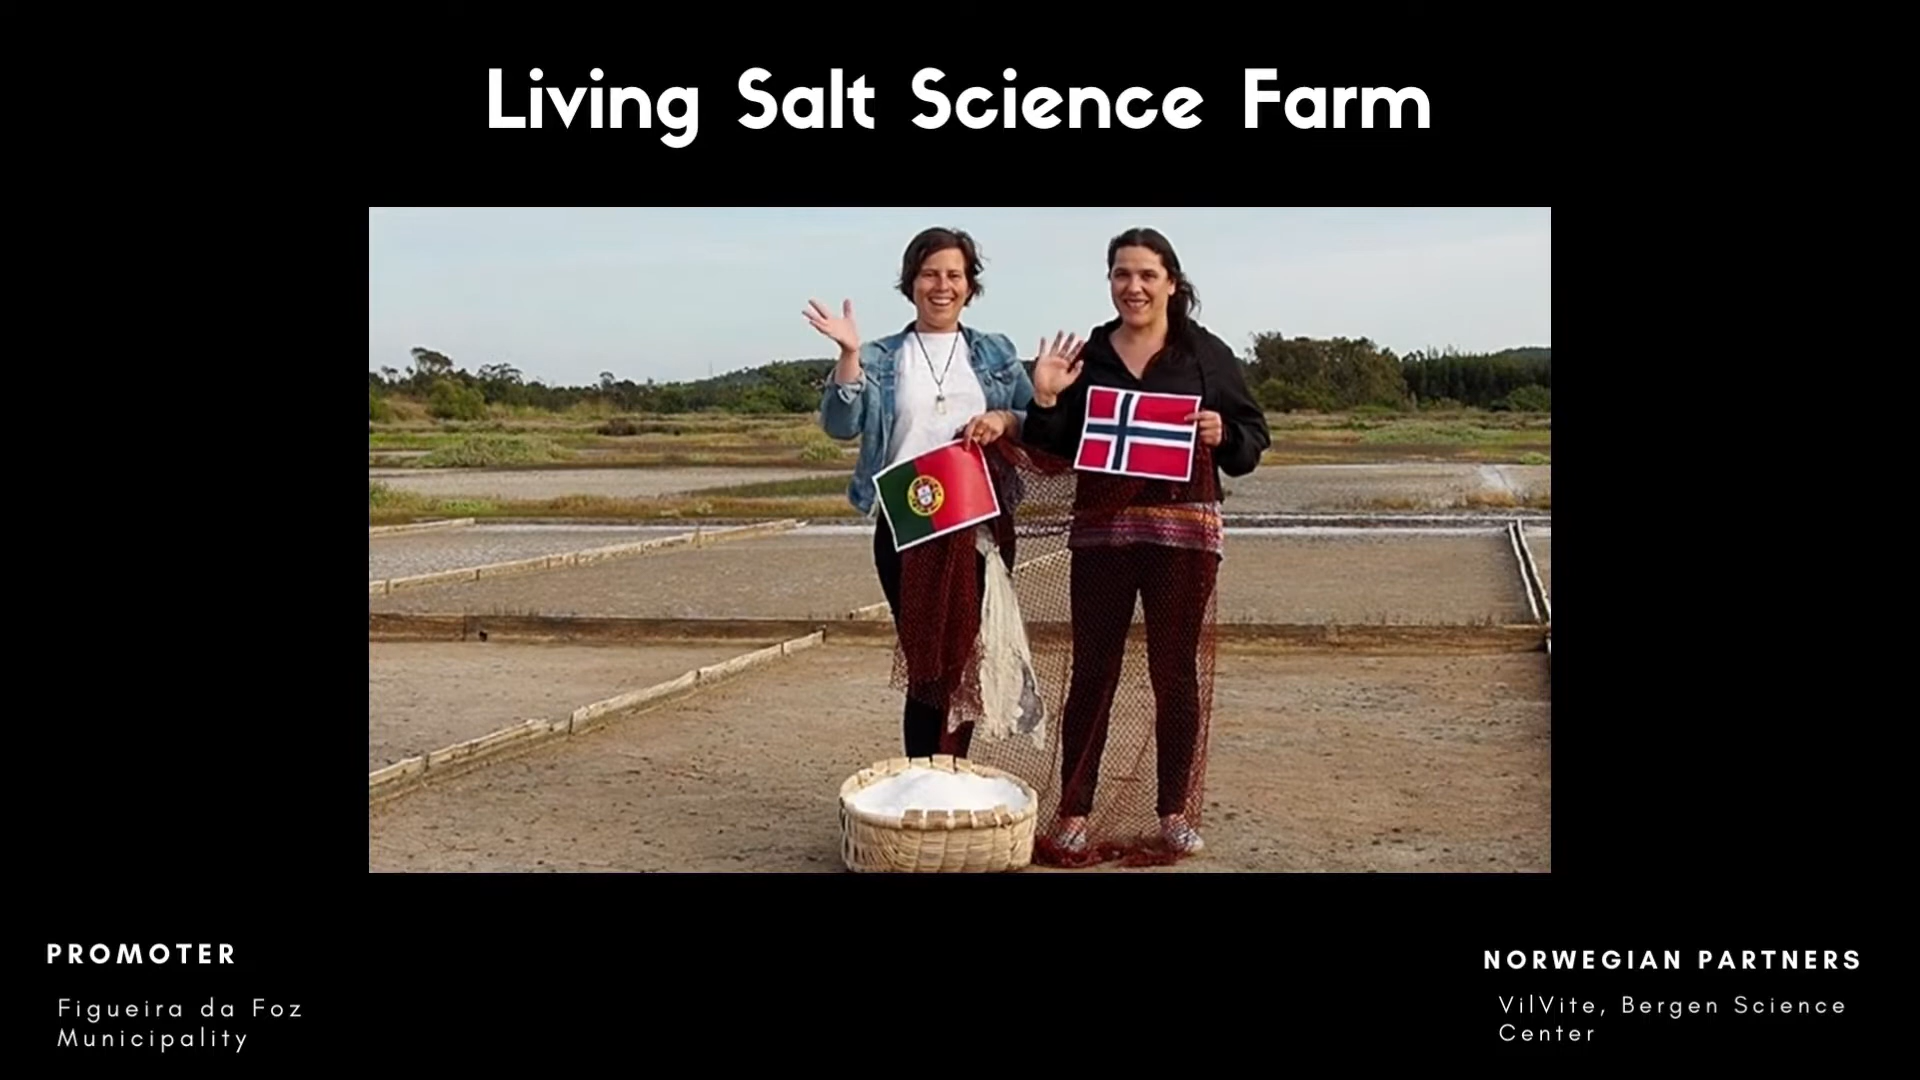 Living Salt Science Farm
PROMOTER
Figueira da Foz
Municipality
NORWEGIAN PARTNERS
VilVite, Bergen Science
Center